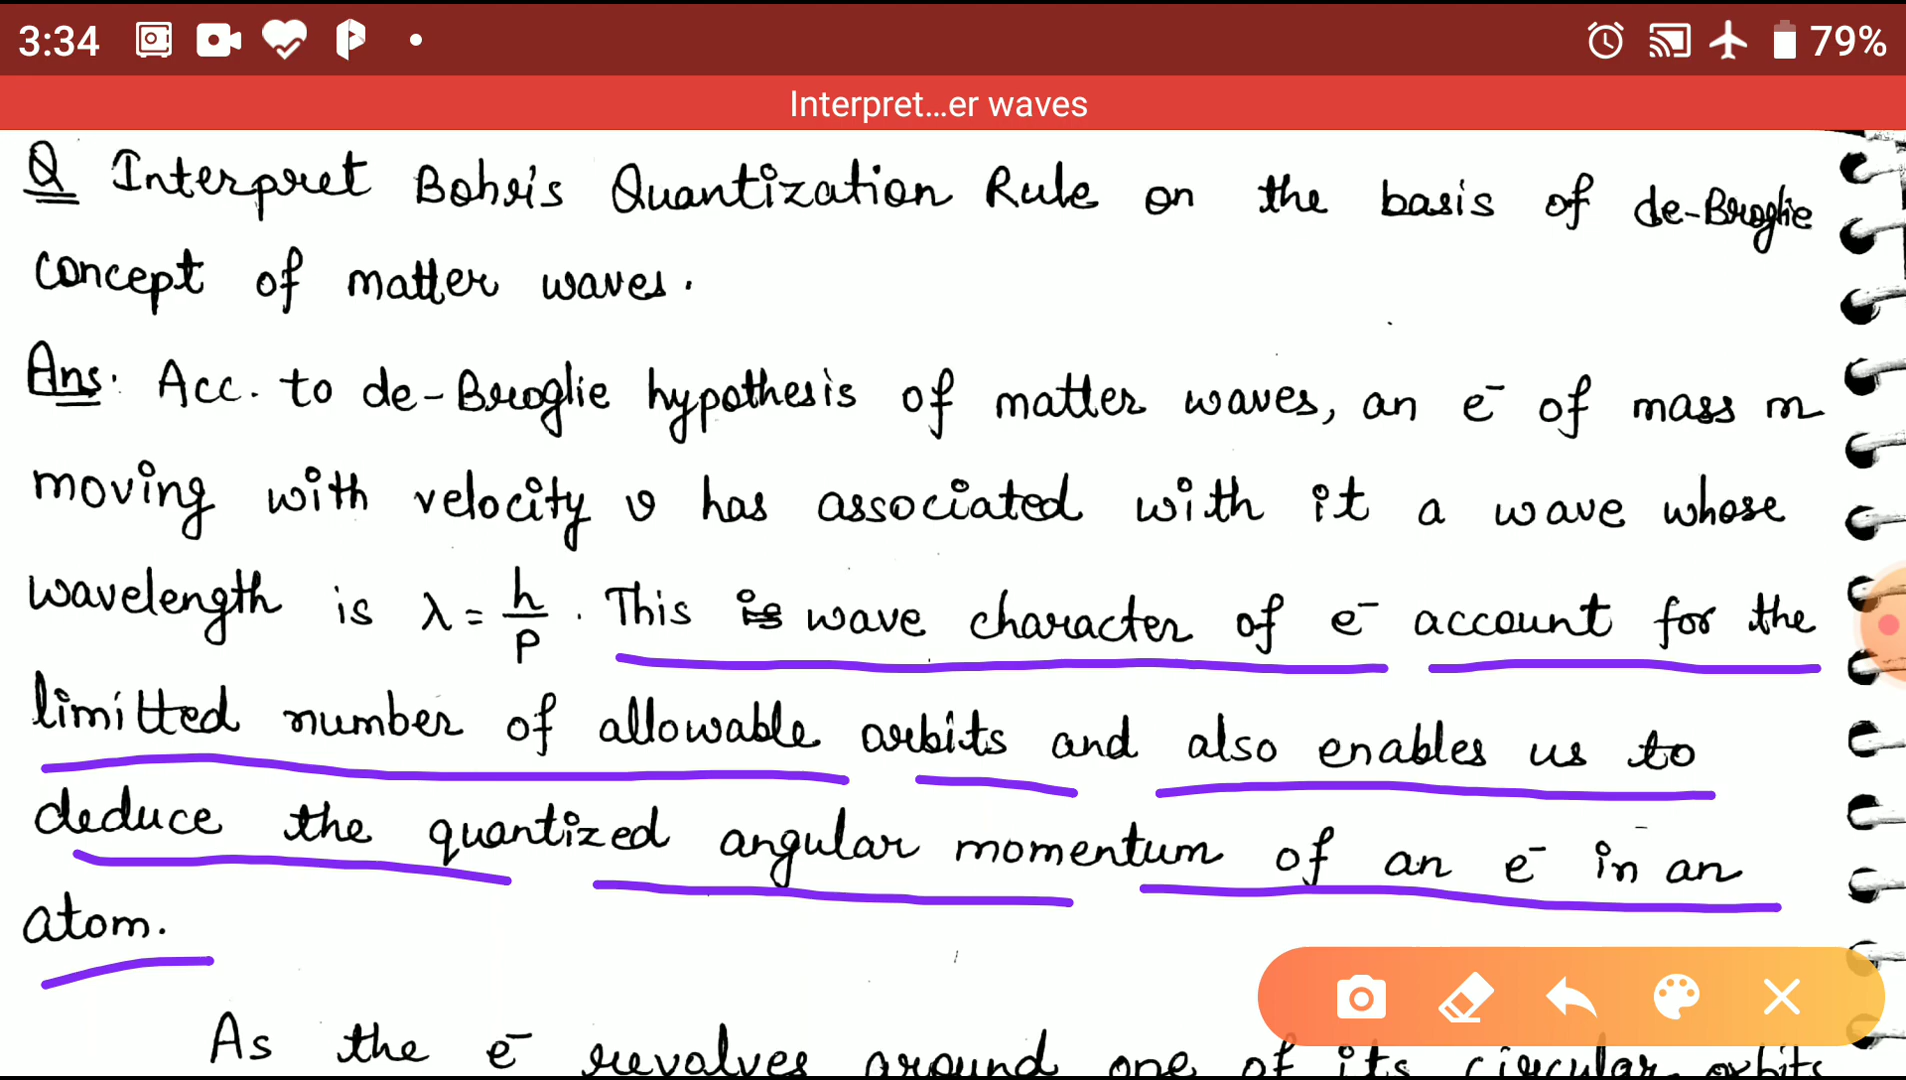 3:34
79%
Interpret...er waves
Q Interpret Bohr's Quantization Rule on the basis of de-Broglie
concept of matter waves.
Ans. Acc. to de-Broglie hypothesis of matter waves, an e⁻ of mass m
moving with velocity v has associated with it a wave whose
wavelength is λ = h/p. This is wave character of e⁻ account for the
limitted number of allowable orbits and also enables us to
deduce the quantized angular momentum of an e⁻ in an
atom.
As the e⁻ revolves around one of its circular orbits